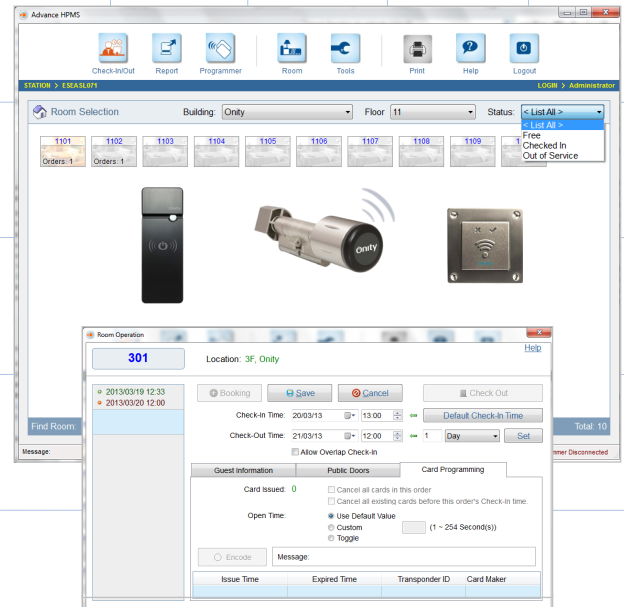 Advance HPMS
Check-In/Out Report Programmer Room Tools Print Help Logout
STATION > ESEASL071 LOGIN > Administrator
Room Selection Building: Onity Floor 11 Status: < List All >
< List All >
Free
Checked In
Out of Service
1101 1102 1103 1104 1105 1106 1107 1108 1109
Orders: 1 Orders: 1
Onity
Room Operation
Help
301 Location: 3F, Onity
2013/03/19 12:33
2013/03/20 12:00
Booking Save Cancel Check Out
Check-In Time: 20/03/13 13:00 Default Check-In Time
Check-Out Time: 21/03/13 12:00 1 Day Set
Allow Overlap Check-In
Find Room: Total: 10
Message: mmer Disconnected
Guest Information Public Doors Card Programming
Card Issued: 0 Cancel all cards in this order
Cancel all existing cards before this order's Check-In time.
Open Time: Use Default Value
Custom (1 ~ 254 Second(s))
Toggle
Encode Message:
Issue Time Expired Time Transponder ID Card Maker